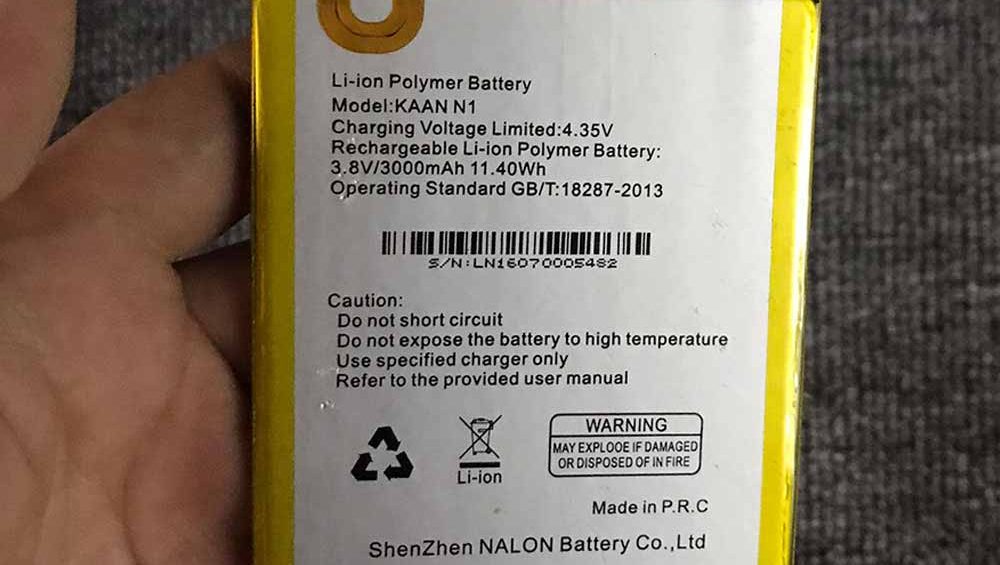 Li-ion Polymer Battery
Model:KAAN N1
Charging Voltage Limited:4.35V
Rechargeable Li-ion Polymer Battery:
3.8V/3000mAh 11.40Wh
Operating Standard GB/T:18287-2013
S/N:LN16070005482
Caution:
Do not short circuit
Do not expose the battery to high temperature
Use specified charger only
Refer to the provided user manual
Li-ion
WARNING
MAY EXPLOOE IF DAMAGED
OR DISPOSED OF IN FIRE
Made in P.R.C
ShenZhen NALON Battery Co.,Ltd